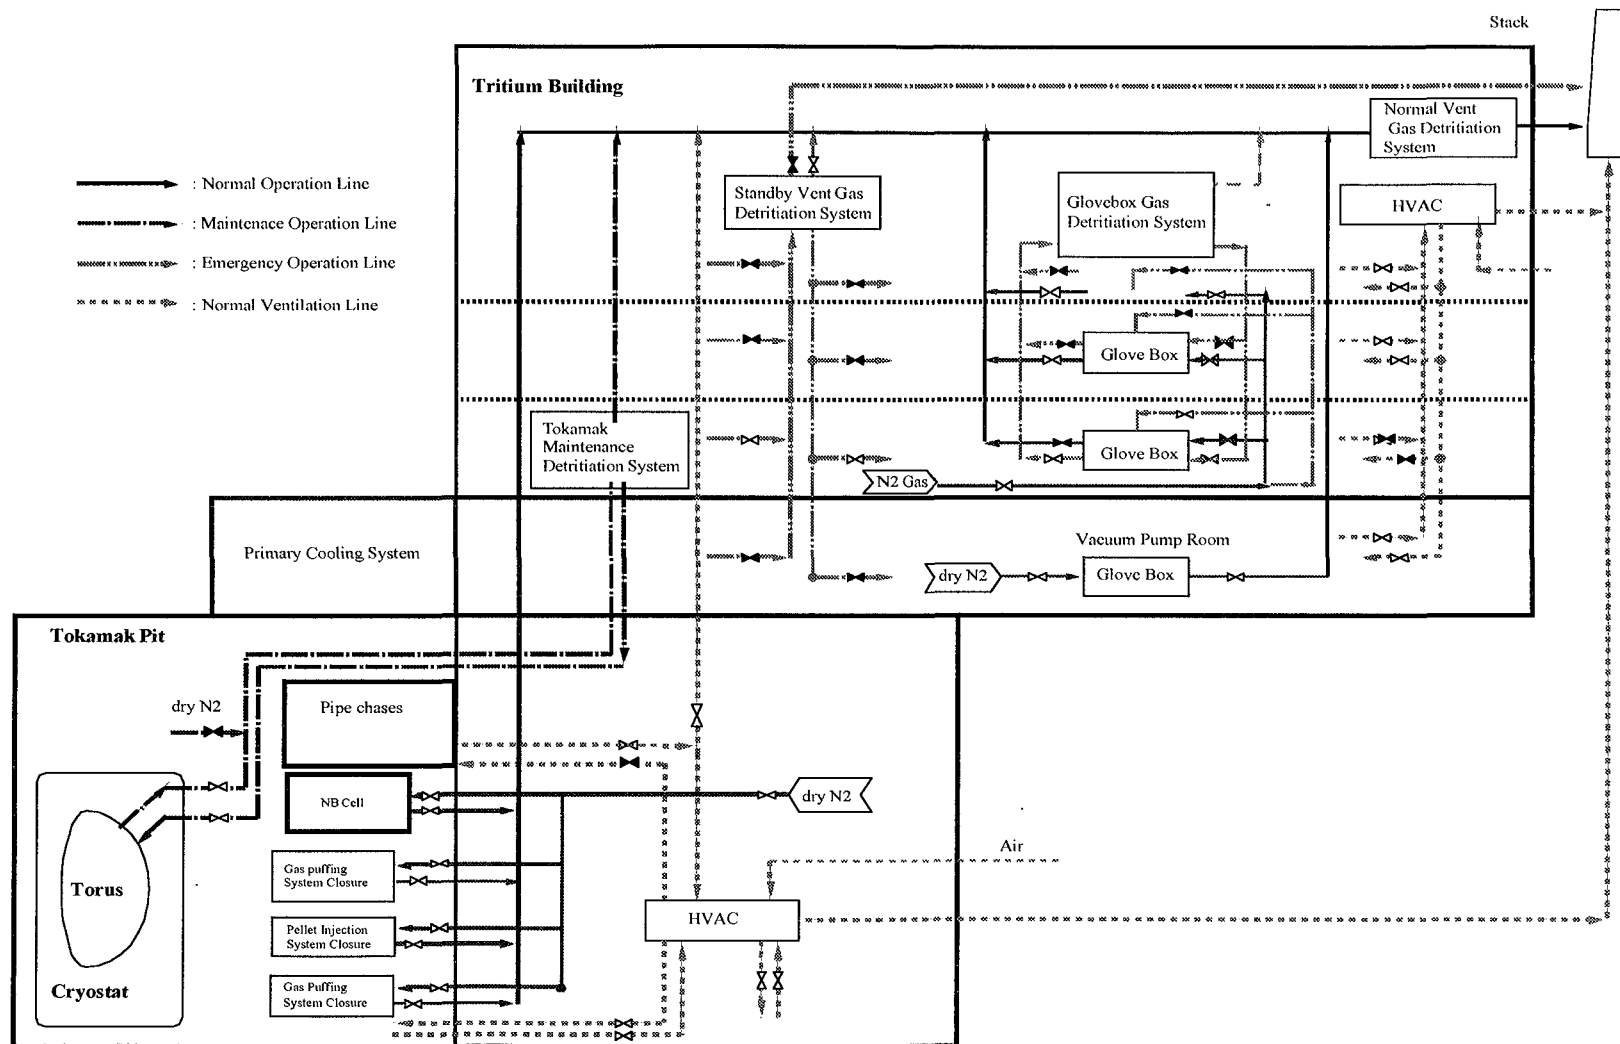 Stack
Tritium Building
Normal Vent
Gas Detritiation
System
: Normal Operation Line
: Maintenace Operation Line
: Emergency Operation Line
: Normal Ventilation Line
Standby Vent Gas
Detritiation System
Glovebox Gas
Detritiation System
HVAC
Glove Box
Tokamak
Maintenance
Detritiation System
Glove Box
N2 Gas
Primary Cooling System
Vacuum Pump Room
dry N2
Glove Box
Tokamak Pit
dry N2
Pipe chases
NB Cell
dry N2
Gas puffing
System Closure
Air
Torus
HVAC
Pellet Injection
System Closure
Cryostat
Gas Puffing
System Closure